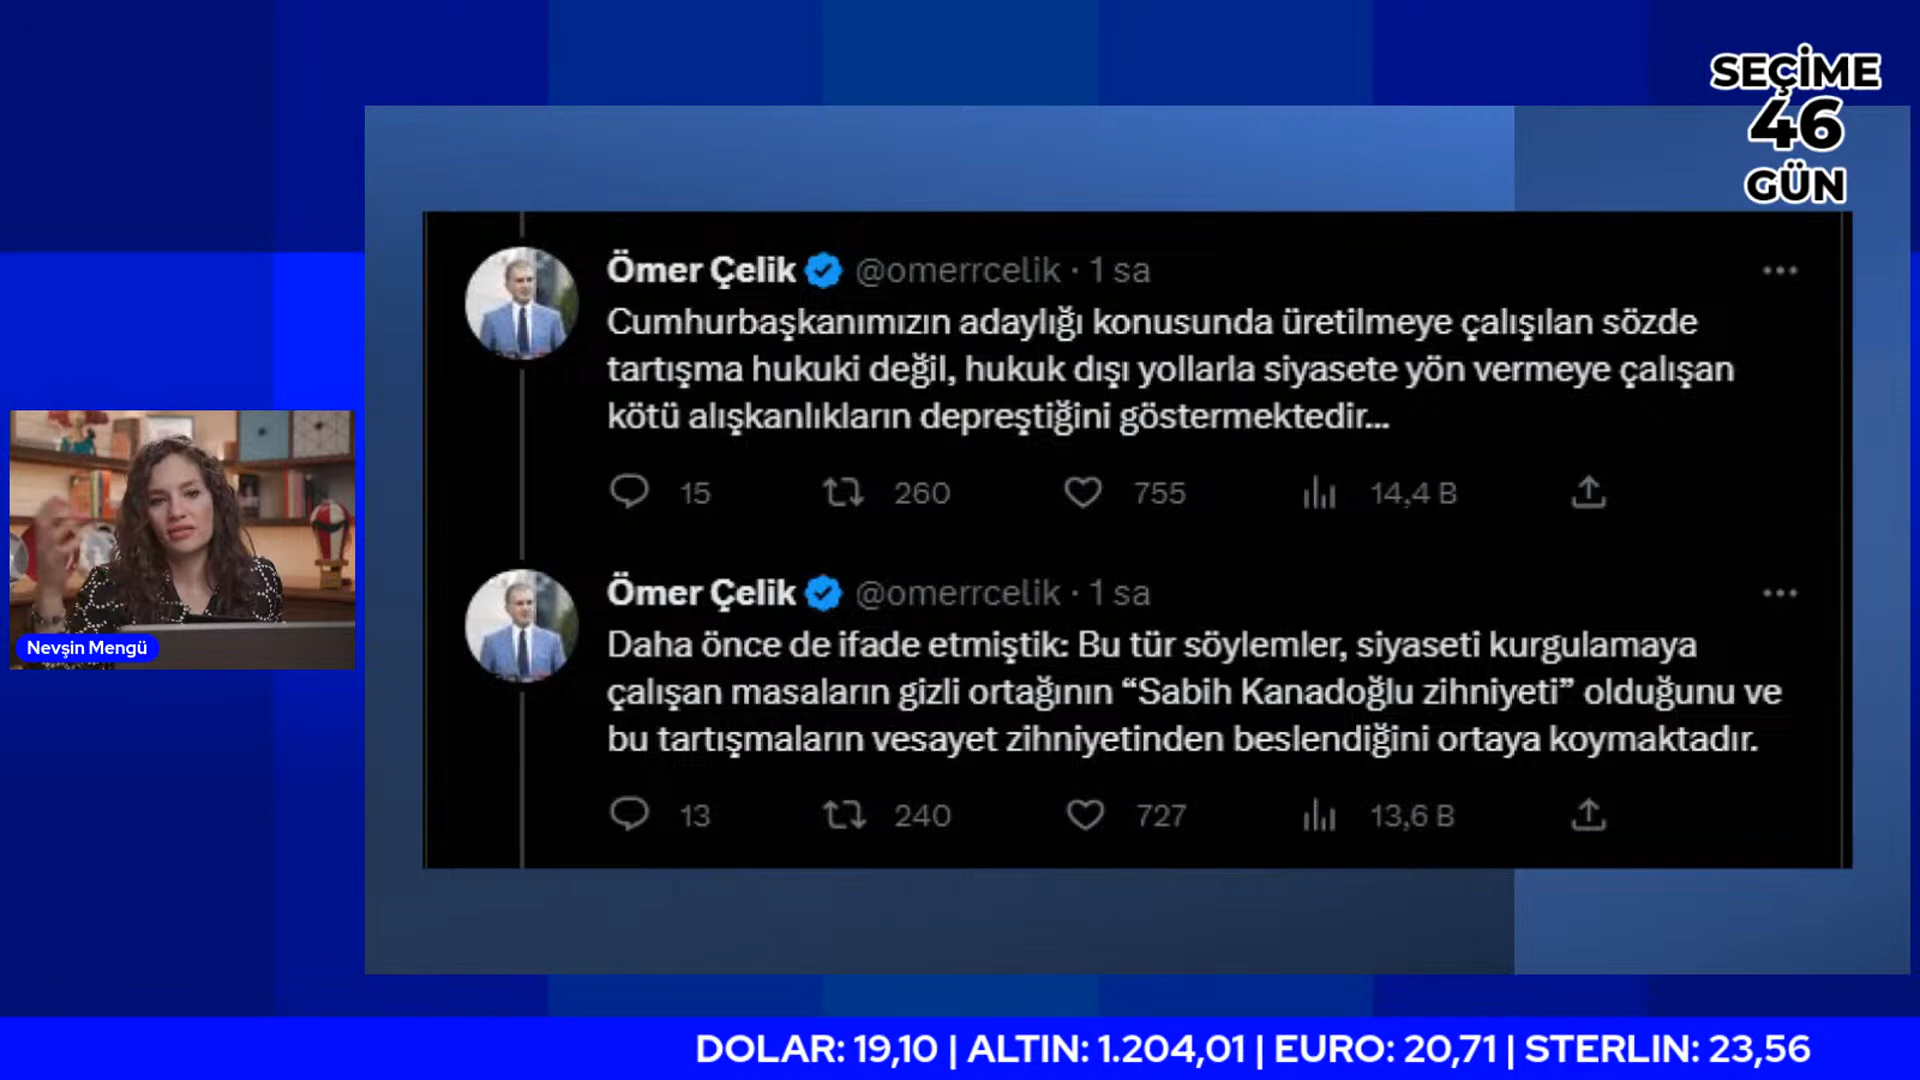 SEÇİME
46
GÜN
Ömer Çelik @omerrcelik · 1 sa
Cumhurbaşkanımızın adaylığı konusunda üretilmeye çalışılan sözde
tartışma hukuki değil, hukuk dışı yollarla siyasete yön vermeye çalışan
kötü alışkanlıkların depreştiğini göstermektedir...
15 260 755 14,4 B
Ömer Çelik @omerrcelik · 1 sa
Daha önce de ifade etmiştik: Bu tür söylemler, siyaseti kurgulamaya
çalışan masaların gizli ortağının “Sabih Kanadoğlu zihniyeti” olduğunu ve
bu tartışmaların vesayet zihniyetinden beslendiğini ortaya koymaktadır.
13 240 727 13,6 B
Nevşin Mengü
DOLAR: 19,10 | ALTIN: 1.204,01 | EURO: 20,71 | STERLIN: 23,56